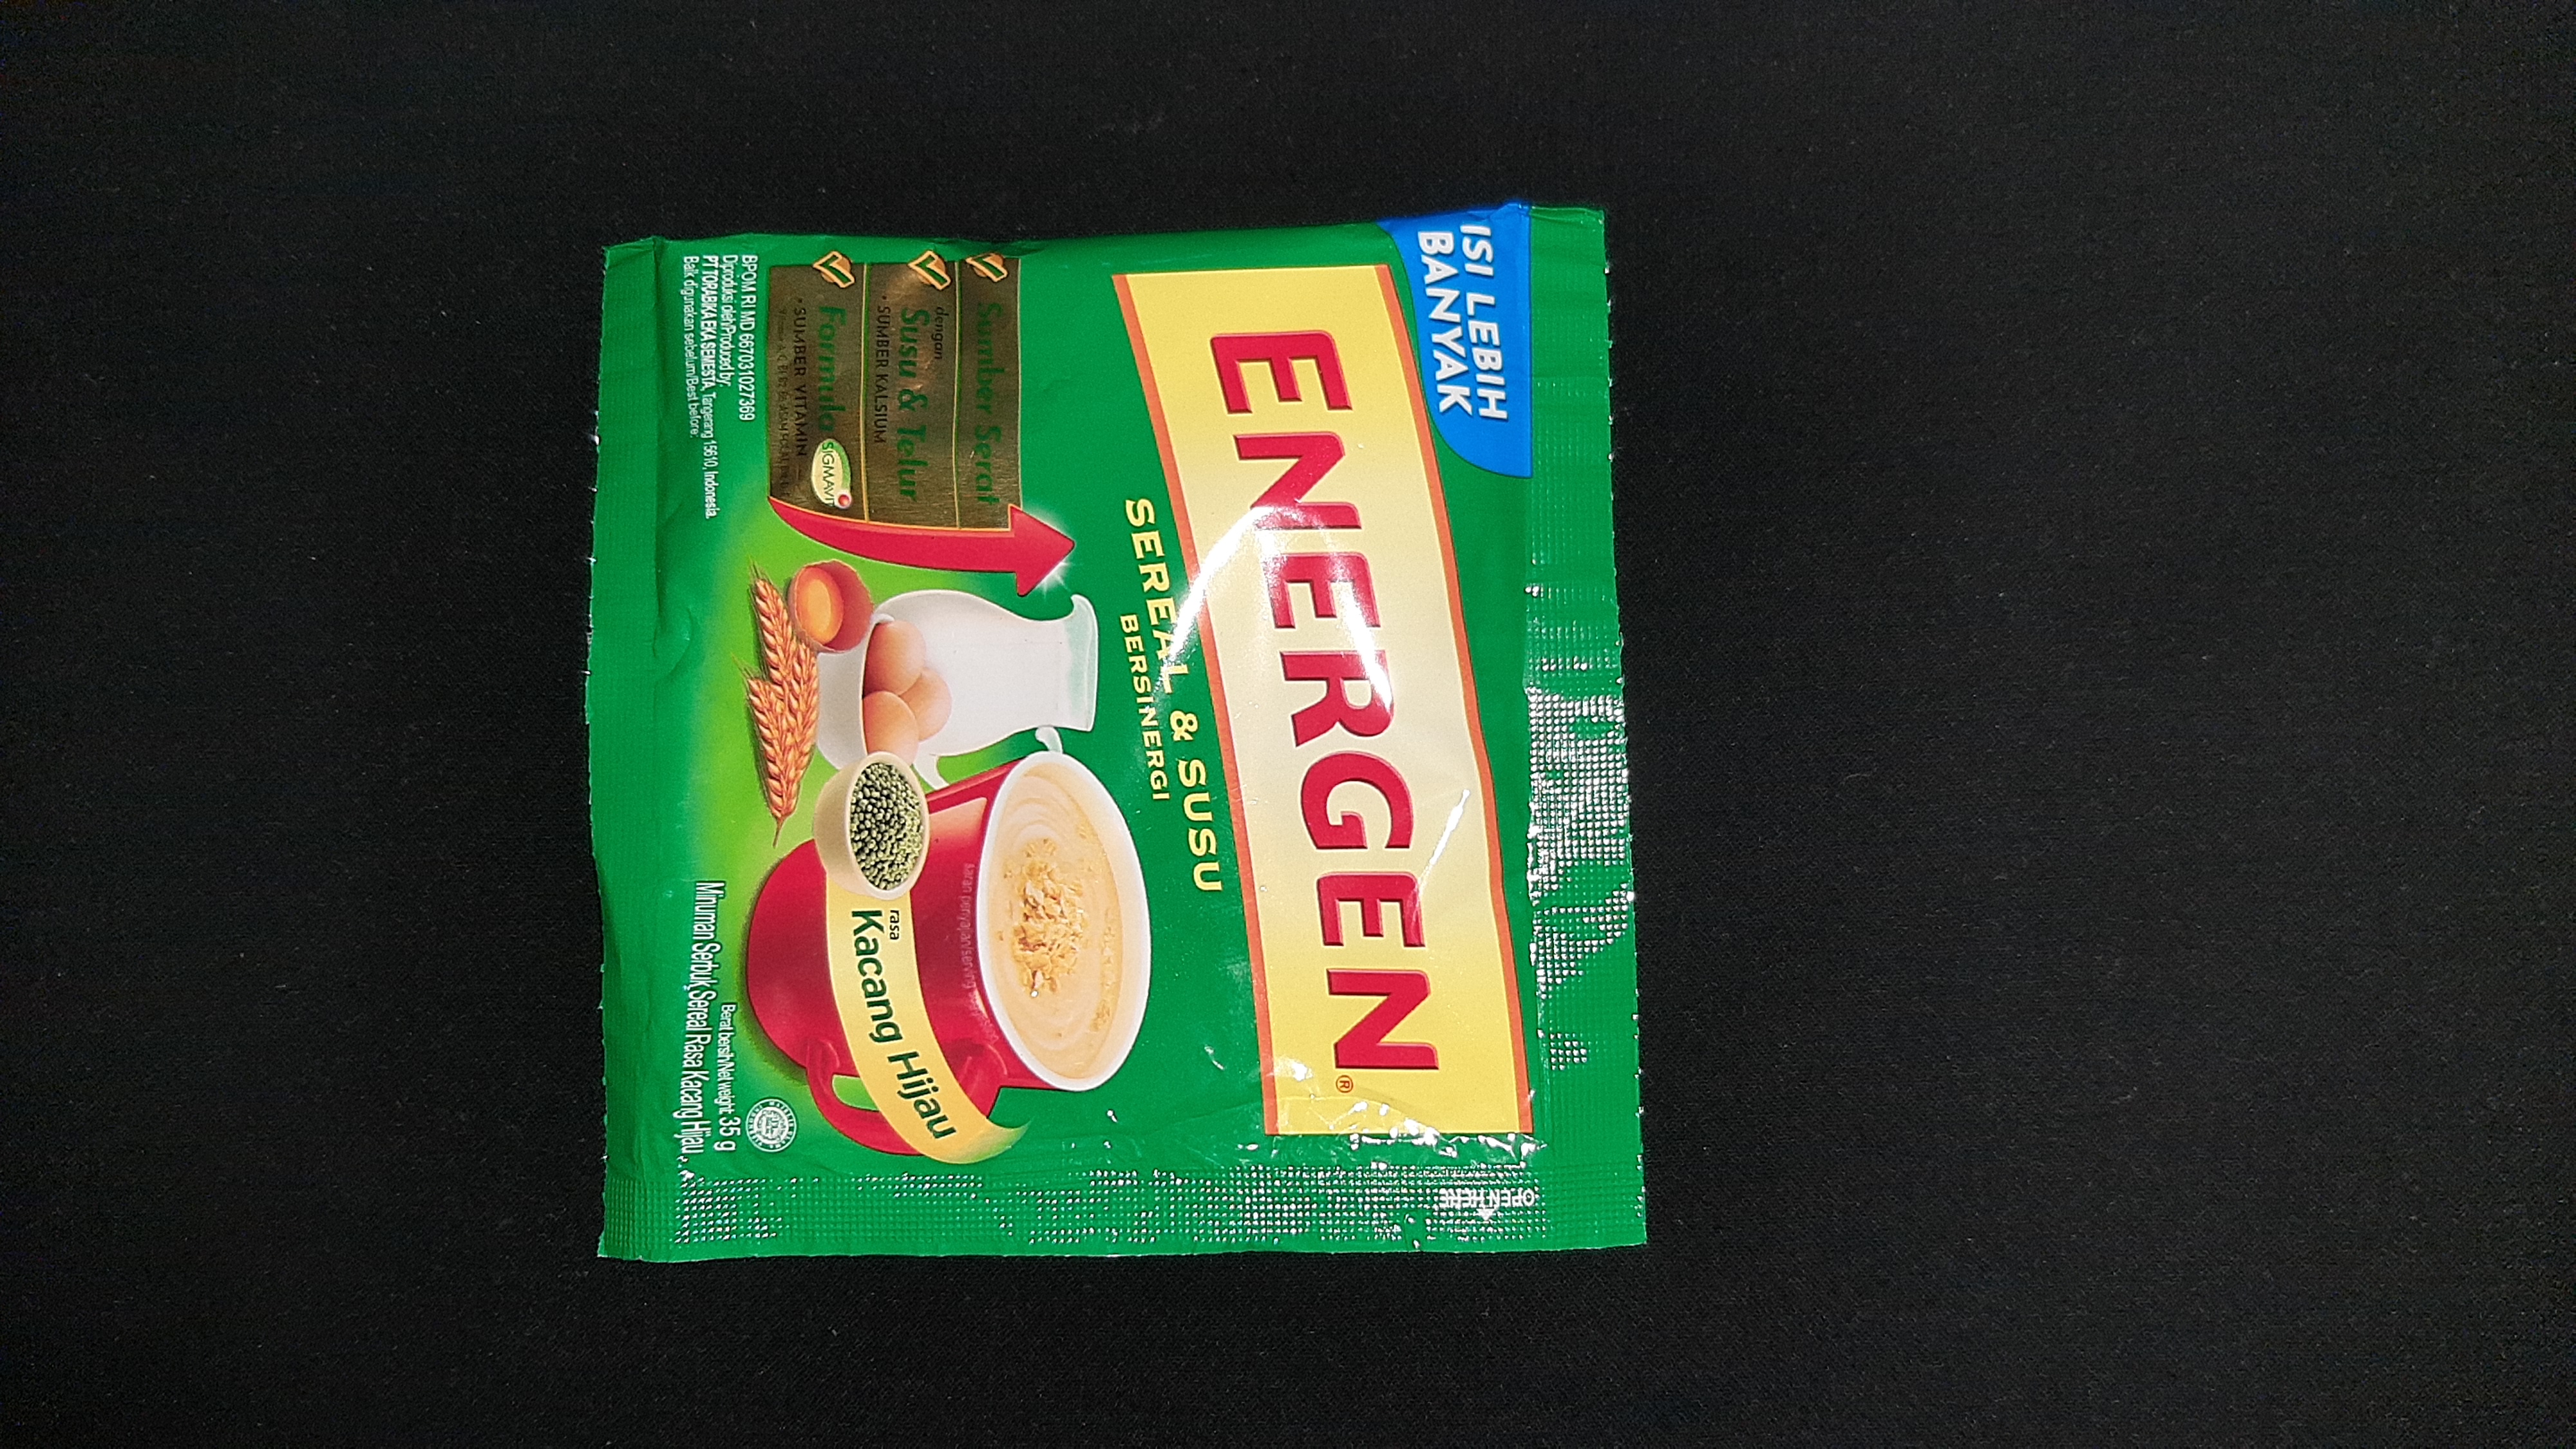 ISI LEBIH
BANYAK
ENERGEN®
SEREAL & SUSU
BERSINERGI
Sumber Serat
dengan
Susu & Telur
• SUMBER KALSIUM
Formula SIGMAVIT
• SUMBER VITAMIN
saran penyajian/serving
rasa
Kacang Hijau
BPOM RI MD 667031027369
Diproduksi oleh/Produced by:
PT TORABIKA EKA SEMESTA, Tangerang 15610, Indonesia.
Baik digunakan sebelum/Best before:
Berat bersih/Net weight: 35 g
Minuman Serbuk Sereal Rasa Kacang Hijau
OPEN HERE